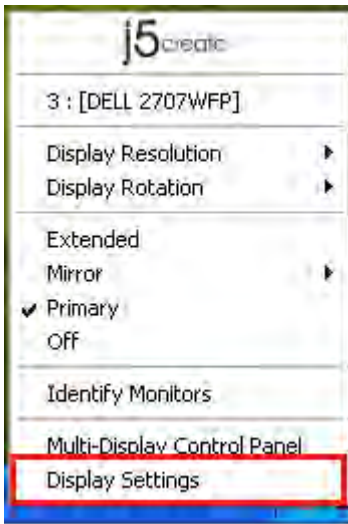 j5create
3 : [DELL 2707WFP]
Display Resolution
Display Rotation
Extended
Mirror
Primary
Off
Identify Monitors
Multi-Display Control Panel
Display Settings